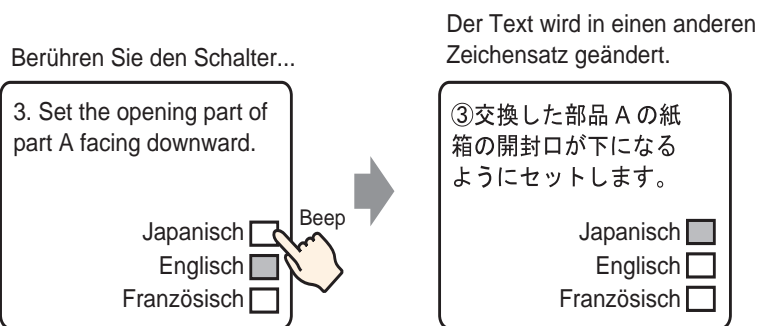 Berühren Sie den Schalter...
3. Set the opening part of
part A facing downward.
Japanisch
Englisch
Französisch
Beep
Der Text wird in einen anderen
Zeichensatz geändert.
③交換した部品 A の紙
箱の開封口が下になる
ようにセットします。
Japanisch
Englisch
Französisch